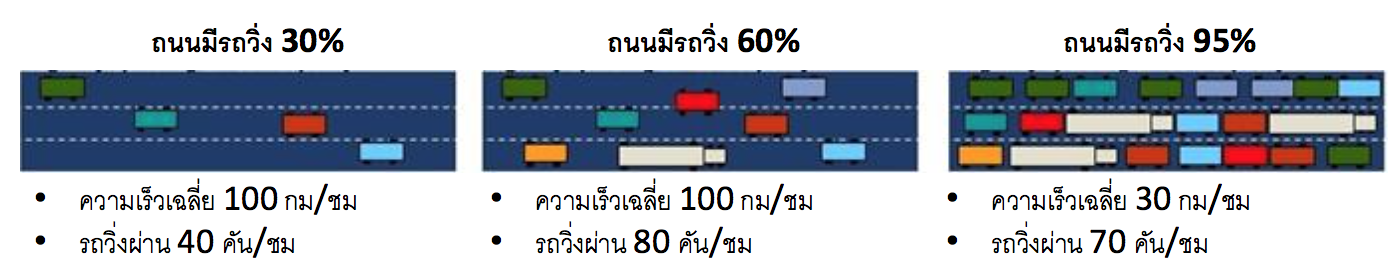 ถนนมีรถวิ่ง 30%
• ความเร็วเฉลี่ย 100 กม/ชม
• รถวิ่งผ่าน 40 คัน/ชม
ถนนมีรถวิ่ง 60%
• ความเร็วเฉลี่ย 100 กม/ชม
• รถวิ่งผ่าน 80 คัน/ชม
ถนนมีรถวิ่ง 95%
• ความเร็วเฉลี่ย 30 กม/ชม
• รถวิ่งผ่าน 70 คัน/ชม